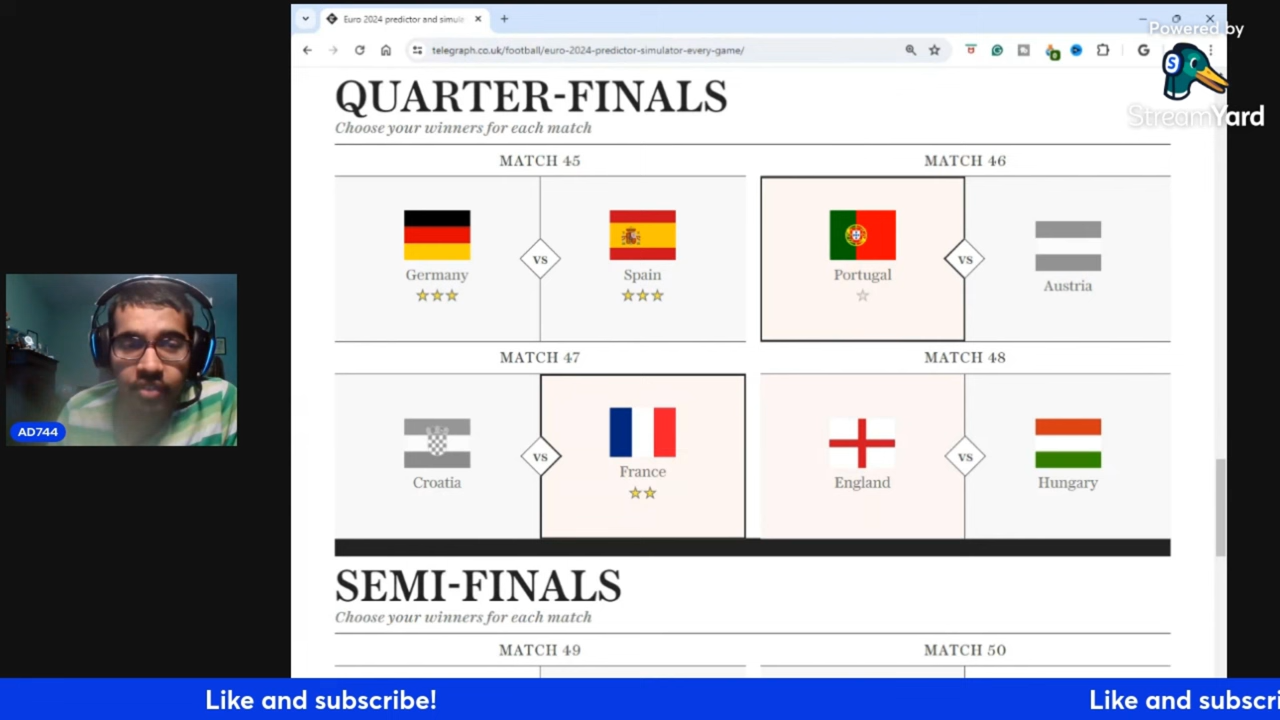 Euro 2024 predictor and simula
telegraph.co.uk/football/euro-2024-predictor-simulator-every-game/
Powered by
StreamYard
QUARTER-FINALS
Choose your winners for each match
MATCH 45
MATCH 46
Germany
vs
Spain
Portugal
vs
Austria
MATCH 47
MATCH 48
Croatia
vs
France
England
vs
Hungary
AD744
SEMI-FINALS
Choose your winners for each match
MATCH 49
MATCH 50
Like and subscribe!
Like and subscri